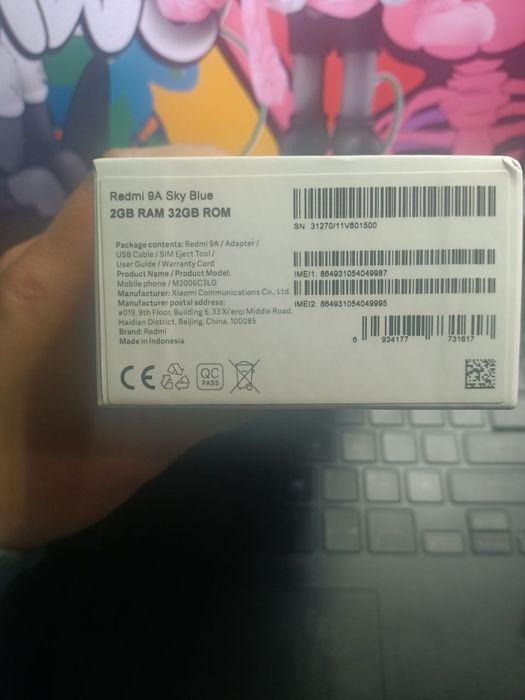 Redmi 9A Sky Blue
2GB RAM 32GB ROM
Package contents: Redmi 9A / Adapter /
USB Cable / SIM Eject Tool /
User Guide / Warranty Card
Product Name / Product Model:
Mobile phone / M2006C3LG
Manufacturer: Xiaomi Communications Co., Ltd.
Manufacturer postal address:
#019, 9th Floor, Building 6, 33 Xi'erqi Middle Road,
Haidian District, Beijing, China, 100085
Brand: Redmi
Made in Indonesia
CE
QC
PASS
SN 31270/11V601500
IMEI1: 864931054049987
IMEI2: 864931054049995
6 934177 731617